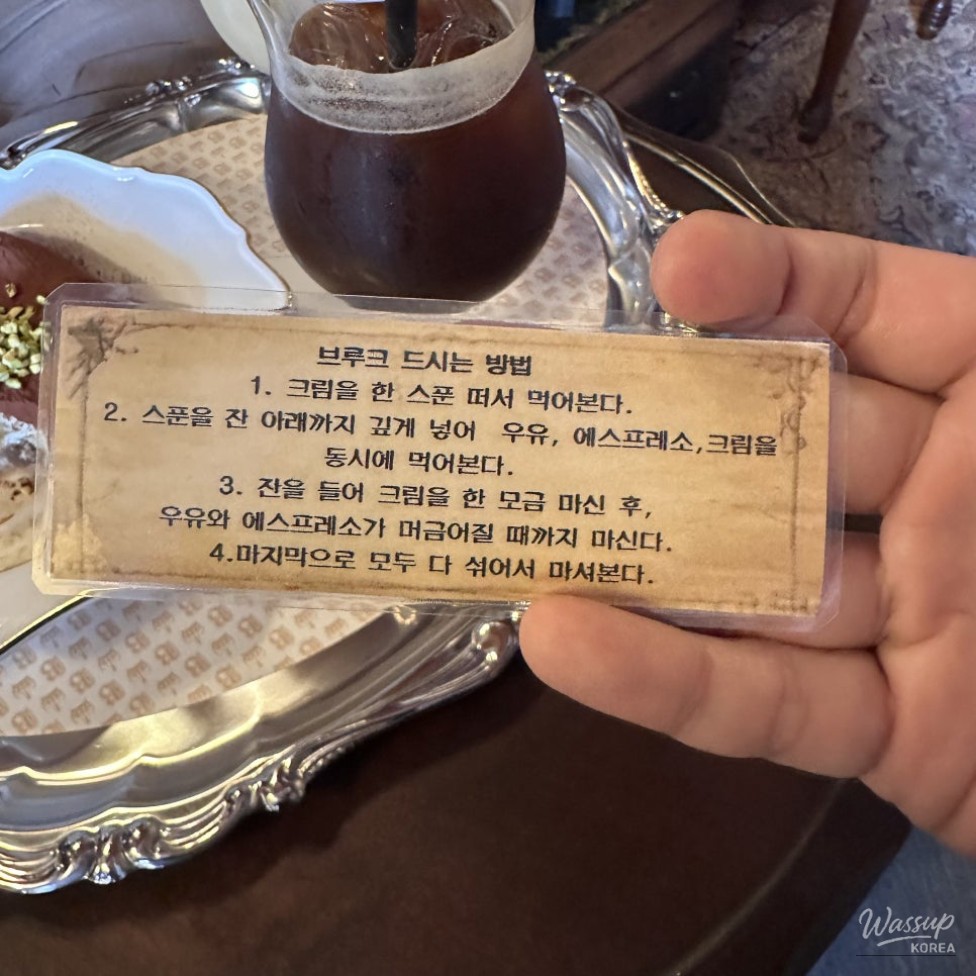 브루크 드시는 방법
1. 크림을 한 스푼 떠서 먹어본다.
2. 스푼을 잔 아래까지 깊게 넣어 우유, 에스프레소,크림을
동시에 먹어본다.
3. 잔을 들어 크림을 한 모금 마신 후,
우유와 에스프레소가 머금어질 때까지 마신다.
4.마지막으로 모두 다 쉮어서 마셔본다.
Wassup
KOREA